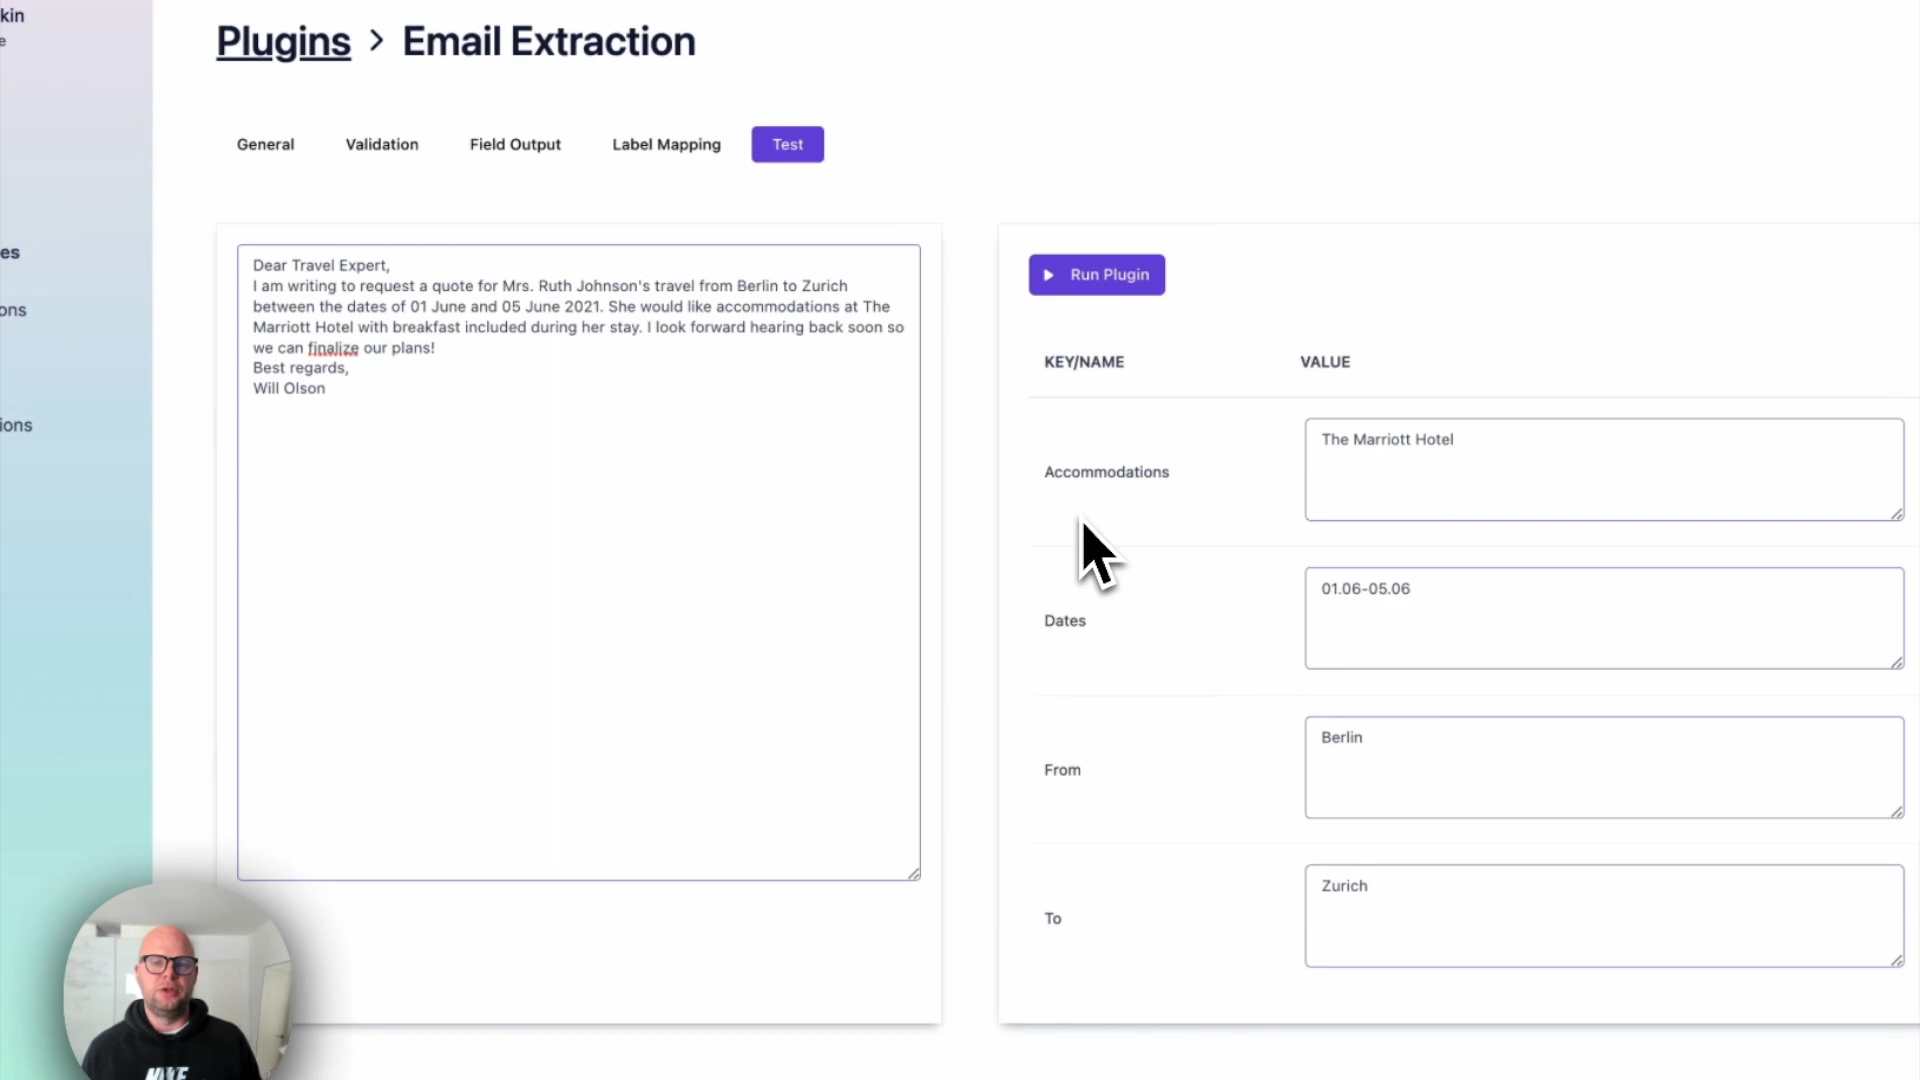 kin
e
Plugins > Email Extraction
General Validation Field Output Label Mapping Test
es
ons
ions
Dear Travel Expert,
I am writing to request a quote for Mrs. Ruth Johnson's travel from Berlin to Zurich
between the dates of 01 June and 05 June 2021. She would like accommodations at The
Marriott Hotel with breakfast included during her stay. I look forward hearing back soon so
we can finalize our plans!
Best regards,
Will Olson
Run Plugin
KEY/NAME VALUE
Accommodations The Marriott Hotel
Dates 01.06-05.06
From Berlin
To Zurich
NIKE